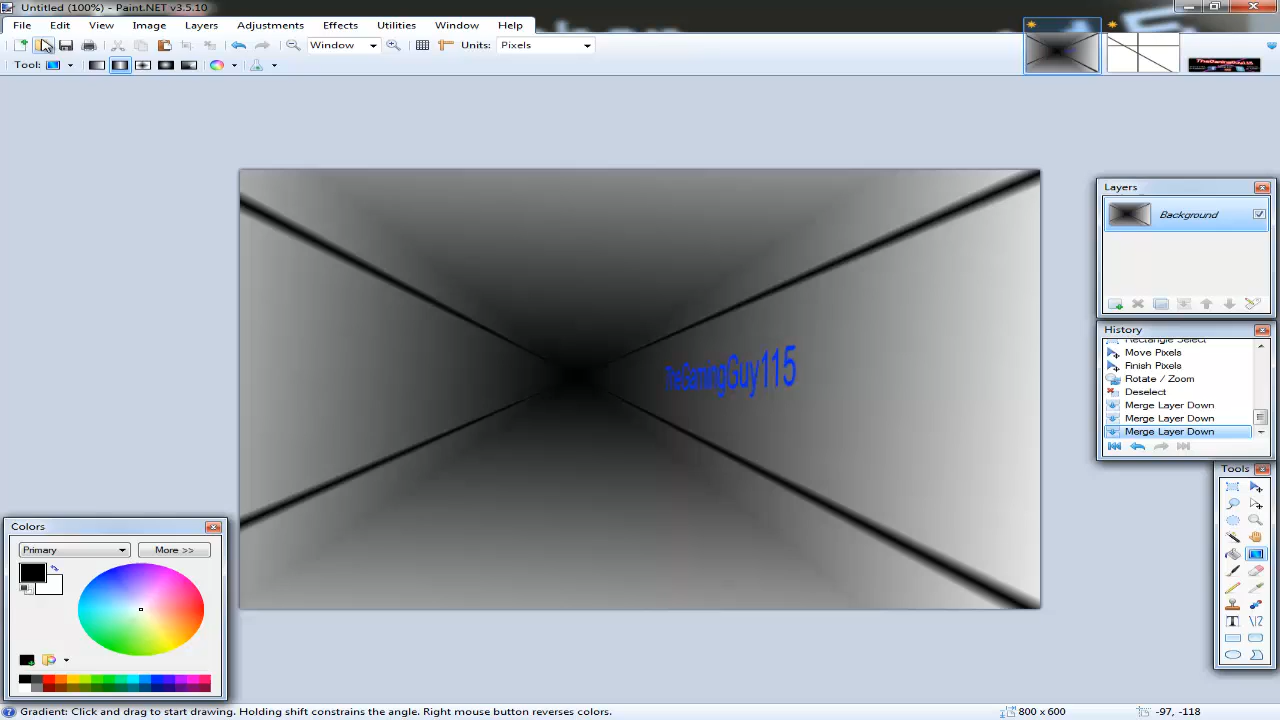 Untitled (100%) - Paint.NET v3.5.10
File Edit View Image Layers Adjustments Effects Utilities Window Help
Window Units: Pixels
Tool:
Layers
Background
TheGamingGuy115
History
Rectangle Select
Move Pixels
Finish Pixels
Rotate / Zoom
Deselect
Merge Layer Down
Merge Layer Down
Merge Layer Down
Tools
Colors
Primary More >>
Gradient: Click and drag to start drawing. Holding shift constrains the angle. Right mouse button reverses colors. 800 x 600 -97, -118